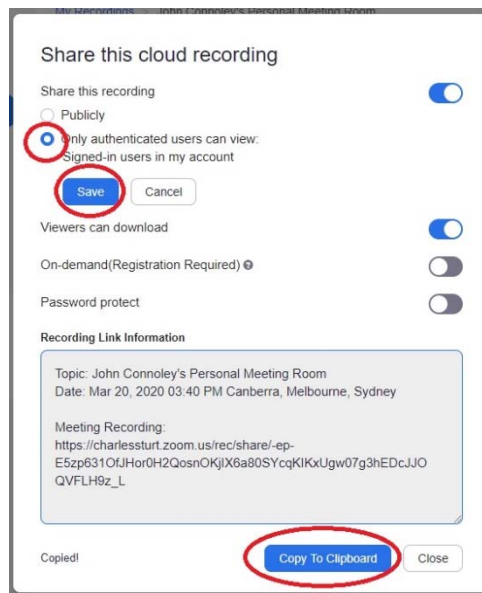 My Recordings > John Connoley's Personal Meeting Room
Share this cloud recording
Share this recording
Publicly
Only authenticated users can view:
Signed-in users in my account
Save Cancel
Viewers can download
On-demand(Registration Required)
Password protect
Recording Link Information
Topic: John Connoley's Personal Meeting Room
Date: Mar 20, 2020 03:40 PM Canberra, Melbourne, Sydney
Meeting Recording:
https://charlessturt.zoom.us/rec/share/-ep-
E5zp631OfJHor0H2QosnOKjIX6a80SYcqKIKxUgw07g3hEDcJJO
QVFLH9z_L
Copied! Copy To Clipboard Close